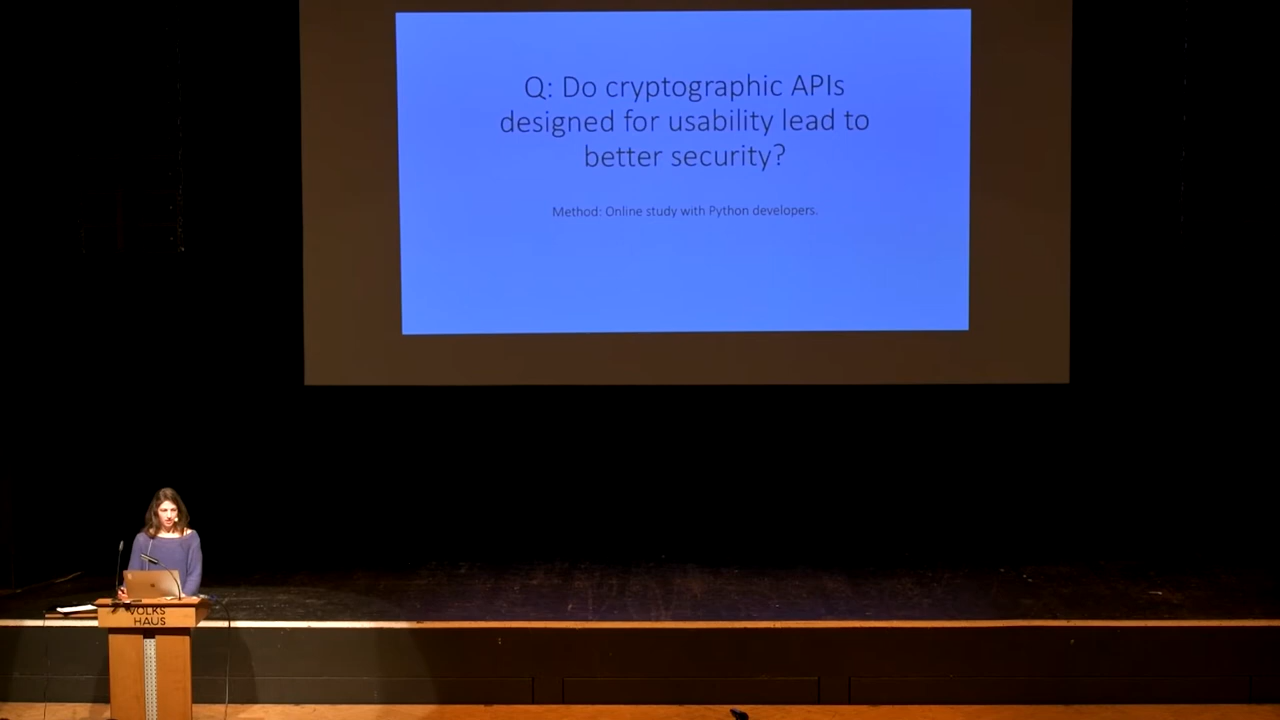 Q: Do cryptographic APIs
designed for usability lead to
better security?
Method: Online study with Python developers.
VOLKS
HAUS